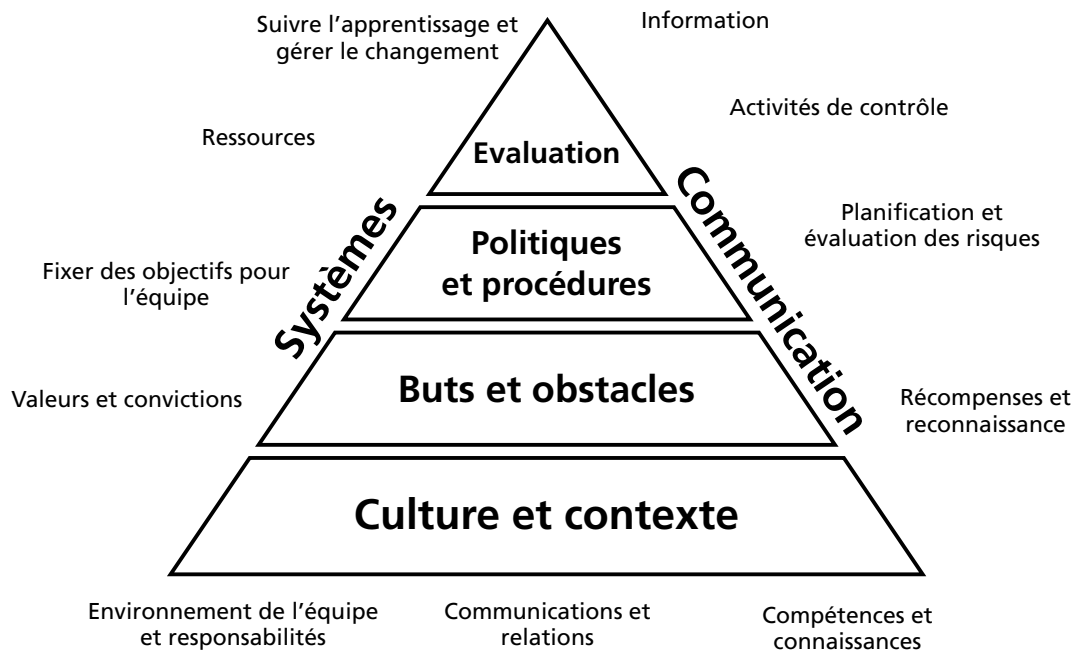 Suivre l’apprentissage et
gérer le changement
Information
Activités de contrôle
Ressources
Evaluation
Systèmes
Communication
Planification et
évaluation des risques
Politiques
et procédures
Fixer des objectifs pour
l’équipe
Buts et obstacles
Valeurs et convictions
Récompenses et
reconnaissance
Culture et contexte
Environnement de l’équipe
et responsabilités
Communications et
relations
Compétences et
connaissances